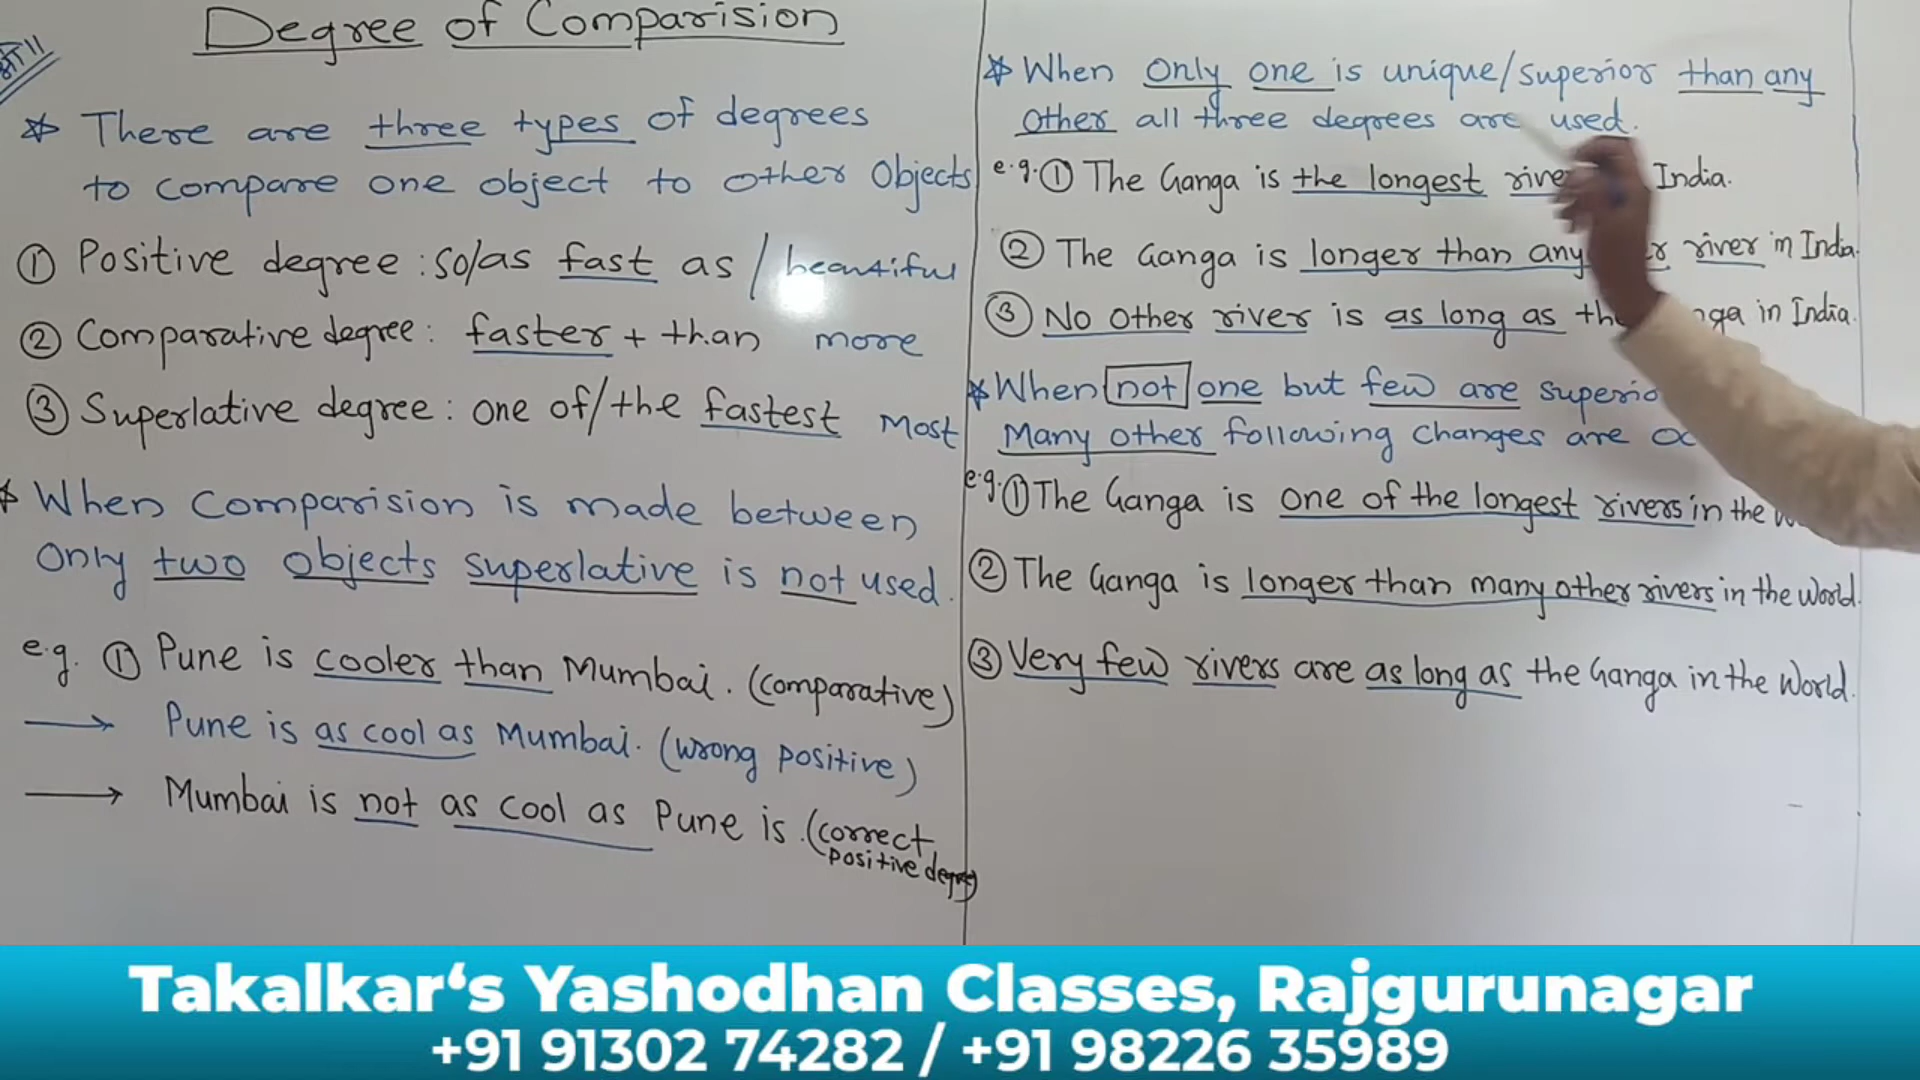 Degree of Comparision
* There are three types of degrees
to compare one object to other Objects
① Positive degree : so/as fast as / beautiful
② Comparative degree : faster + than more
③ Superlative degree : one of/the fastest Most
* When Comparision is made between
only two objects superlative is not used.
e.g. ① Pune is cooler than Mumbai. (comparative)
→ Pune is as cool as Mumbai. (wrong positive)
→ Mumbai is not as cool as Pune is. (correct
positive degree)
* When only one is unique/superior than any
other all three degrees are used.
e.g. ① The Ganga is the longest India.
② The Ganga is longer than any river in India.
③ No other river is as long as in India.
* When not one but few are
Many other following changes are
e.g. ① The Ganga is one of the longest rivers in the
② The Ganga is longer than many other rivers in the World.
③ Very few rivers are as long as the Ganga in the World.
Takalkar‘s Yashodhan Classes, Rajgurunagar
+91 91302 74282 / +91 98226 35989